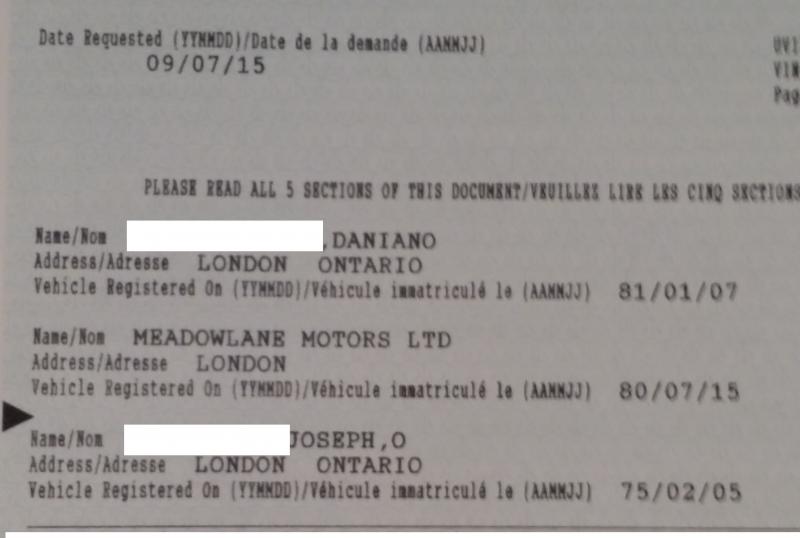 Date Requested (YYMMDD)/Date de la demande (AAMMJJ)
09/07/15
VIN
Pag
PLEASE READ ALL 5 SECTIONS OF THIS DOCUMENT/VEUILLEZ LIRE LES CINQ SECTIONS
Name/Nom ,DANIANO
Address/Adresse LONDON ONTARIO
Vehicle Registered On (YYMMDD)/Véhicule immatriculé le (AAMMJJ) 81/01/07
Name/Nom MEADOWLANE MOTORS LTD
Address/Adresse LONDON
Vehicle Registered On (YYMMDD)/Véhicule immatriculé le (AAMMJJ) 80/07/15
Name/Nom JOSEPH,O
Address/Adresse LONDON ONTARIO
Vehicle Registered On (YYMMDD)/Véhicule immatriculé le (AAMMJJ) 75/02/05